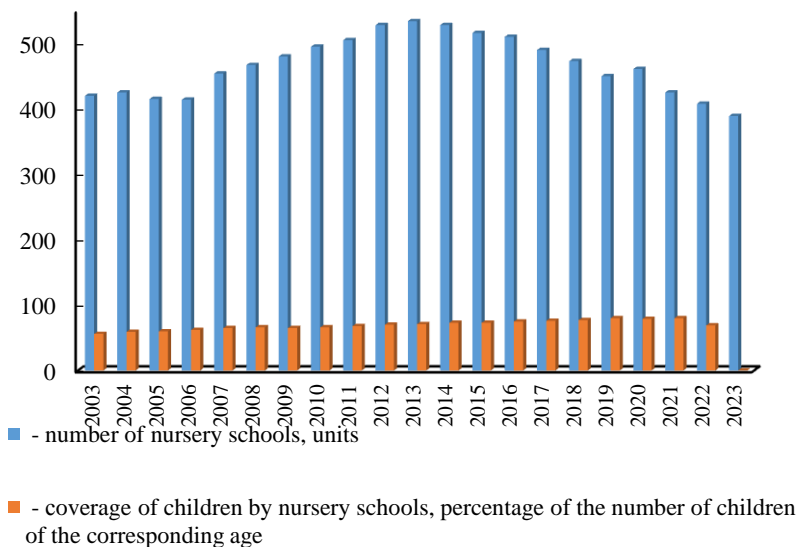 500
400
300
200
100
0
2003 2004 2005 2006 2007 2008 2009 2010 2011 2012 2013 2014 2015 2016 2017 2018 2019 2020 2021 2022 2023
- number of nursery schools, units
- coverage of children by nursery schools, percentage of the number of children
of the corresponding age